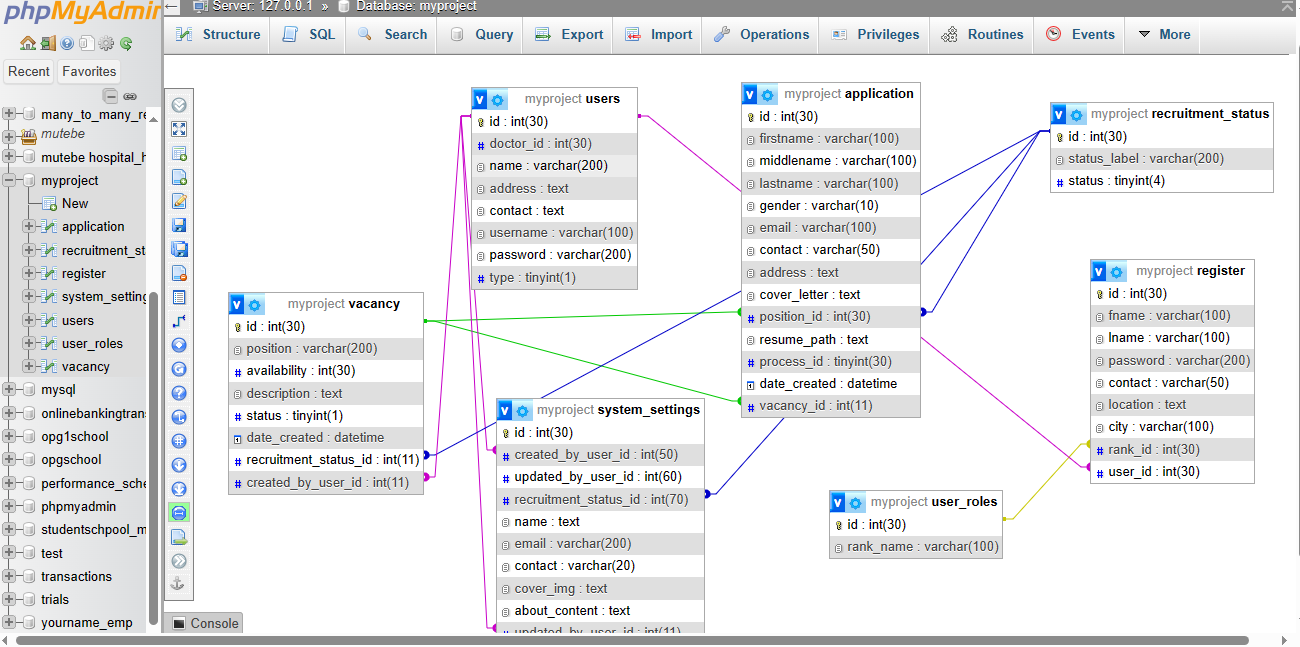 phpMyAdmin
Server: 127.0.0.1 » Database: myproject
Structure SQL Search Query Export Import Operations Privileges Routines Events More
Recent Favorites
many_to_many_re
mutebe
mutebe hospital_h
myproject
New
application
recruitment_st
register
system_setting
users
user_roles
vacancy
mysql
onlinebankingtrans
opg1school
opgschool
performance_sche
phpmyadmin
studentschpool_m
test
transactions
trials
yourname_emp
myproject users
id : int(30)
doctor_id : int(30)
name : varchar(200)
address : text
contact : text
username : varchar(100)
password : varchar(200)
type : tinyint(1)
myproject application
id : int(30)
firstname : varchar(100)
middlename : varchar(100)
lastname : varchar(100)
gender : varchar(10)
email : varchar(100)
contact : varchar(50)
address : text
cover_letter : text
position_id : int(30)
resume_path : text
process_id : tinyint(30)
date_created : datetime
vacancy_id : int(11)
myproject recruitment_status
id : int(30)
status_label : varchar(200)
status : tinyint(4)
myproject register
id : int(30)
fname : varchar(100)
lname : varchar(100)
password : varchar(200)
contact : varchar(50)
location : text
city : varchar(100)
rank_id : int(30)
user_id : int(30)
myproject vacancy
id : int(30)
position : varchar(200)
availability : int(30)
description : text
status : tinyint(1)
date_created : datetime
recruitment_status_id : int(11)
created_by_user_id : int(11)
myproject system_settings
id : int(30)
created_by_user_id : int(50)
updated_by_user_id : int(60)
recruitment_status_id : int(70)
name : text
email : varchar(200)
contact : varchar(20)
cover_img : text
about_content : text
updated_by_user_id : int(11)
myproject user_roles
id : int(30)
rank_name : varchar(100)
Console